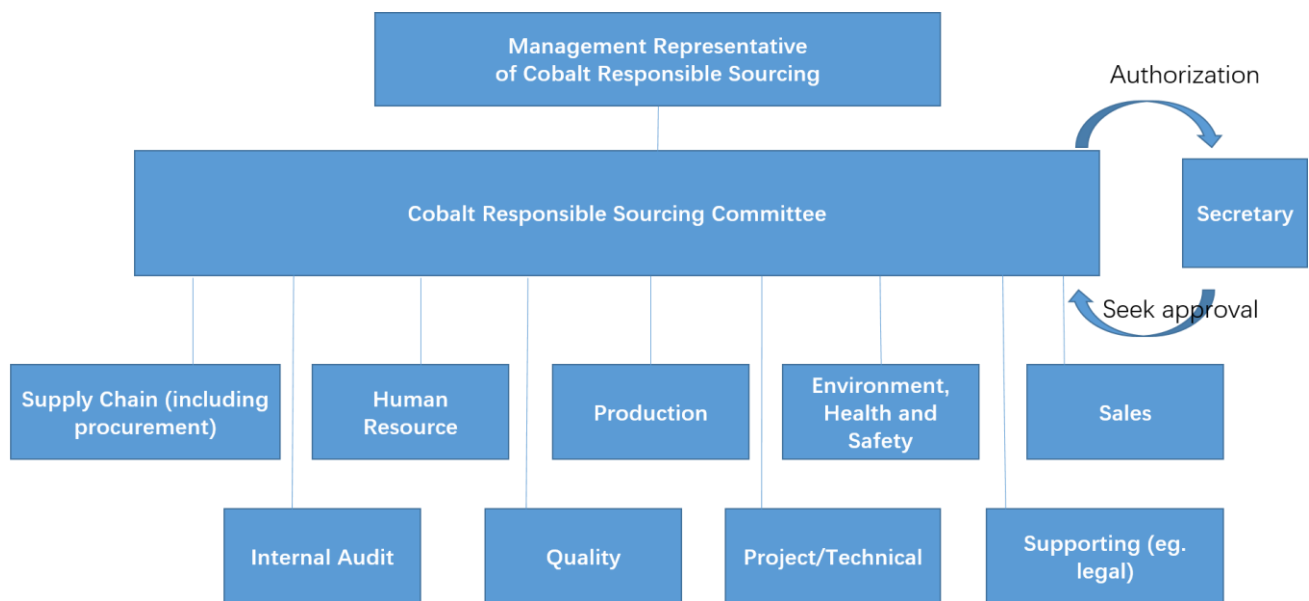 Management Representative
of Cobalt Responsible Sourcing
Authorization
Cobalt Responsible Sourcing Committee
Secretary
Seek approval
Supply Chain (including
procurement)
Human
Resource
Production
Environment,
Health and
Safety
Sales
Internal Audit
Quality
Project/Technical
Supporting (eg.
legal)